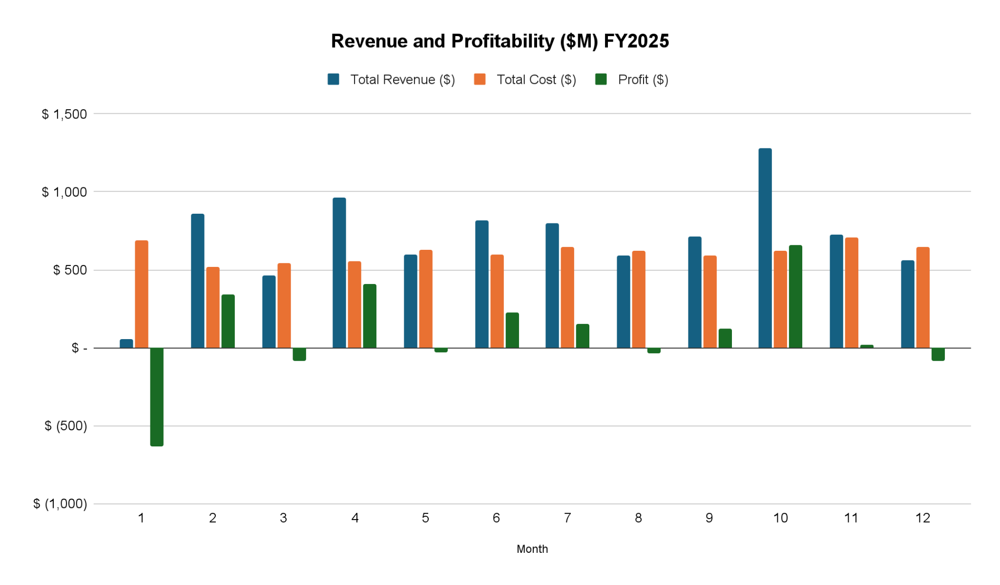 Revenue and Profitability ($M) FY2025
Total Revenue ($) Total Cost ($) Profit ($)
$ 1,500
$ 1,000
$ 500
$ -
$ (500)
$ (1,000)
1 2 3 4 5 6 7 8 9 10 11 12
Month